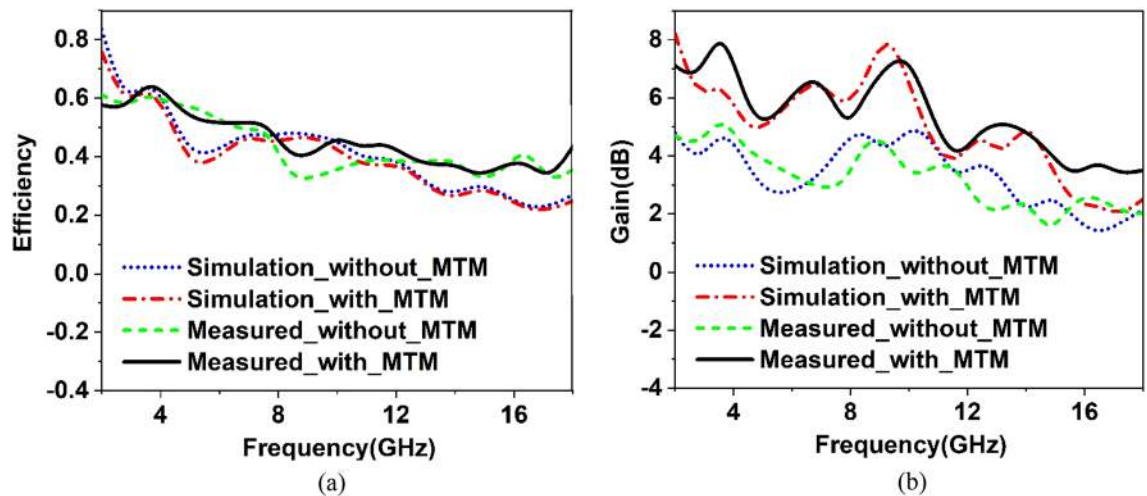 0.8
0.6
0.4
0.2
0.0
-0.2
-0.4
Efficiency
Simulation_without_MTM
Simulation_with_MTM
Measured_without_MTM
Measured_with_MTM
4
8
12
16
Frequency(GHz)
(a)
8
6
4
2
0
-2
-4
Gain(dB)
Simulation_without_MTM
Simulation_with_MTM
Measured_without_MTM
Measured_with_MTM
4
8
12
16
Frequency(GHz)
(b)